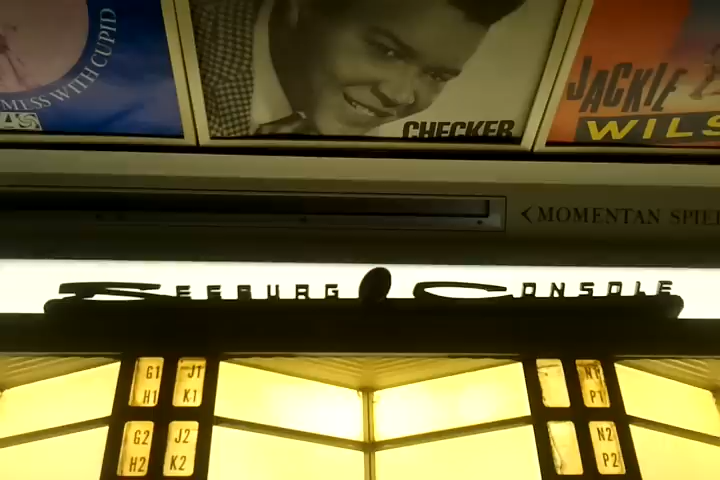 MESS WITH CUPID
CHECKER
JACKIE
WILS
<MOMENTAN SPIE
SEEBURG CONSOLE
G1
H1
J1
K1
P1
G2
H2
J2
K2
N2
P2